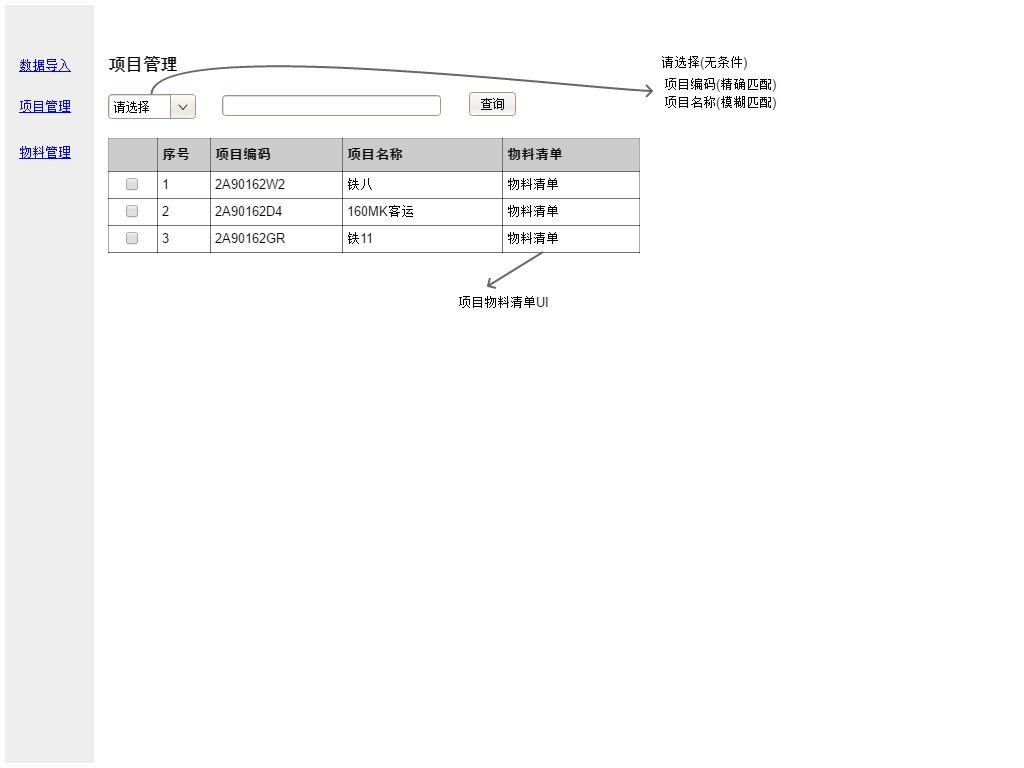 数据导入
项目管理
物料管理
项目管理
请选择
查询
请选择(无条件)
项目编码(精确匹配)
项目名称(模糊匹配)
序号 项目编码 项目名称 物料清单
1 2A90162W2 铁八 物料清单
2 2A90162D4 160MK客运 物料清单
3 2A90162GR 铁11 物料清单
项目物料清单UI